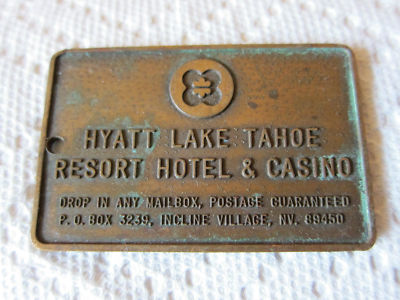 HYATT LAKE TAHOE
RESORT HOTEL & CASINO
DROP IN ANY MAILBOX, POSTAGE GUARANTEED
P.O. BOX 3239, INCLINE VILLAGE, NV. 89450